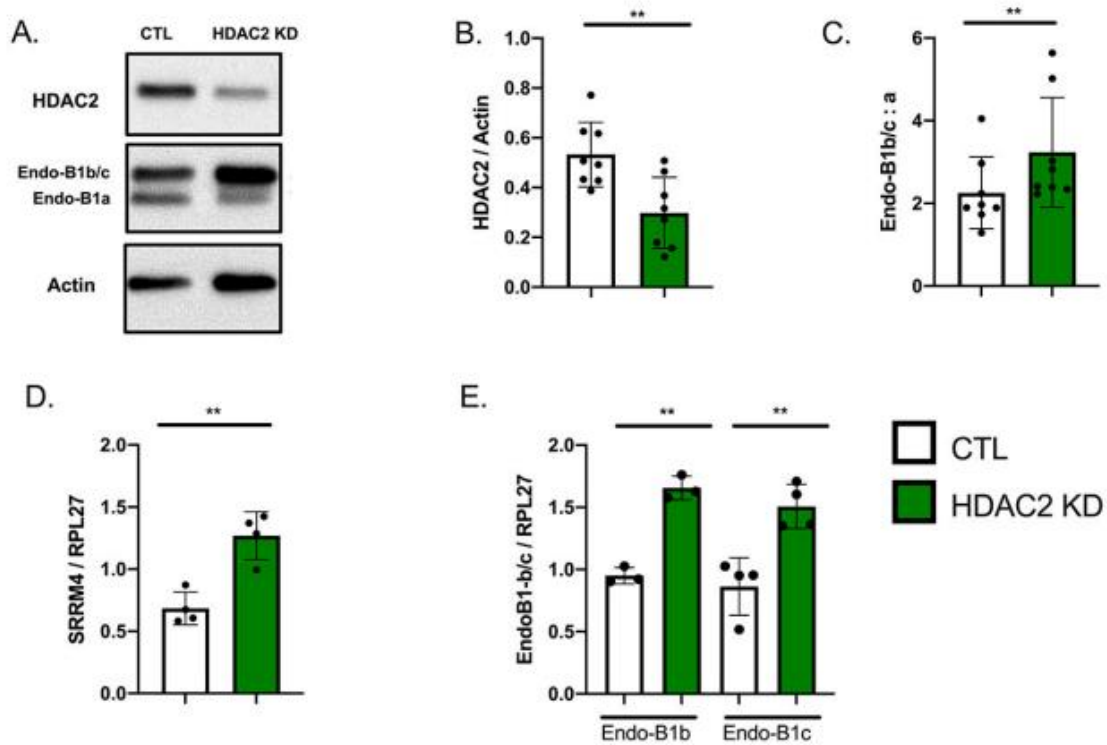 A.
CTL HDAC2 KD
HDAC2
Endo-B1b/c
Endo-B1a
Actin
B.
**
HDAC2 / Actin
1.0
0.8
0.6
0.4
0.2
0.0
C.
**
Endo-B1b/c : a
6
4
2
0
D.
**
SRRM4 / RPL27
2.0
1.5
1.0
0.5
0.0
E.
** **
EndoB1-b/c / RPL27
2.0
1.5
1.0
0.5
0.0
Endo-B1b Endo-B1c
CTL
HDAC2 KD